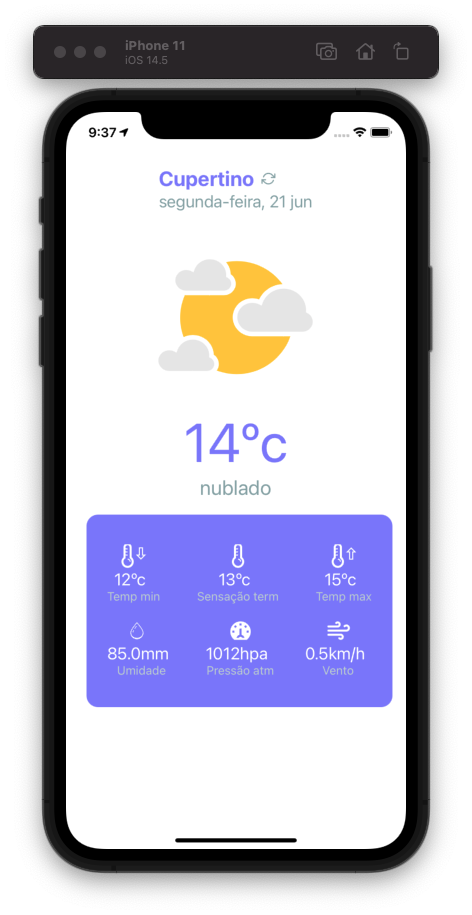 iPhone 11
iOS 14.5
9:37
Cupertino
segunda-feira, 21 jun
14ºc
nublado
12ºc 13ºc 15ºc
Temp min Sensação term Temp max
85.0mm 1012hpa 0.5km/h
Umidade Pressão atm Vento